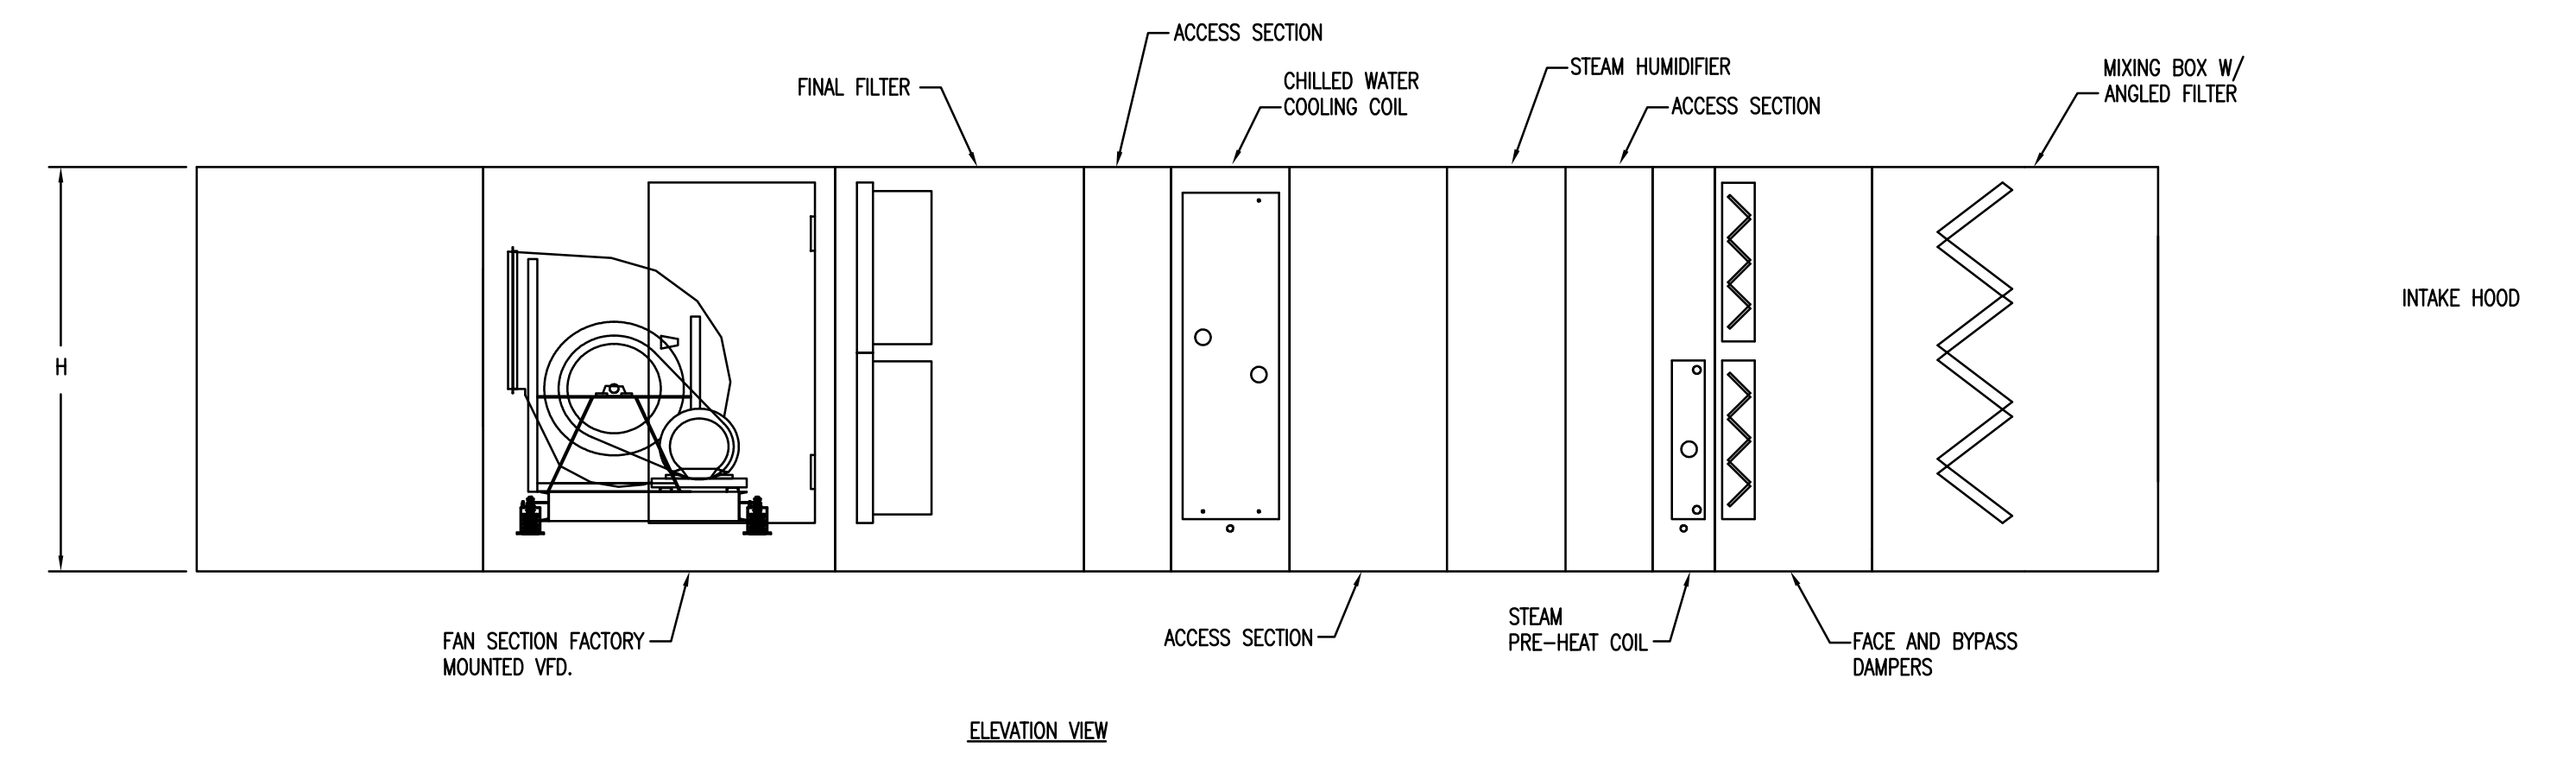 ACCESS SECTION
FINAL FILTER
CHILLED WATER
COOLING COIL
STEAM HUMIDIFIER
ACCESS SECTION
MIXING BOX W/
ANGLED FILTER
INTAKE HOOD
H
FAN SECTION FACTORY
MOUNTED VFD.
ACCESS SECTION
STEAM
PRE-HEAT COIL
FACE AND BYPASS
DAMPERS
ELEVATION VIEW